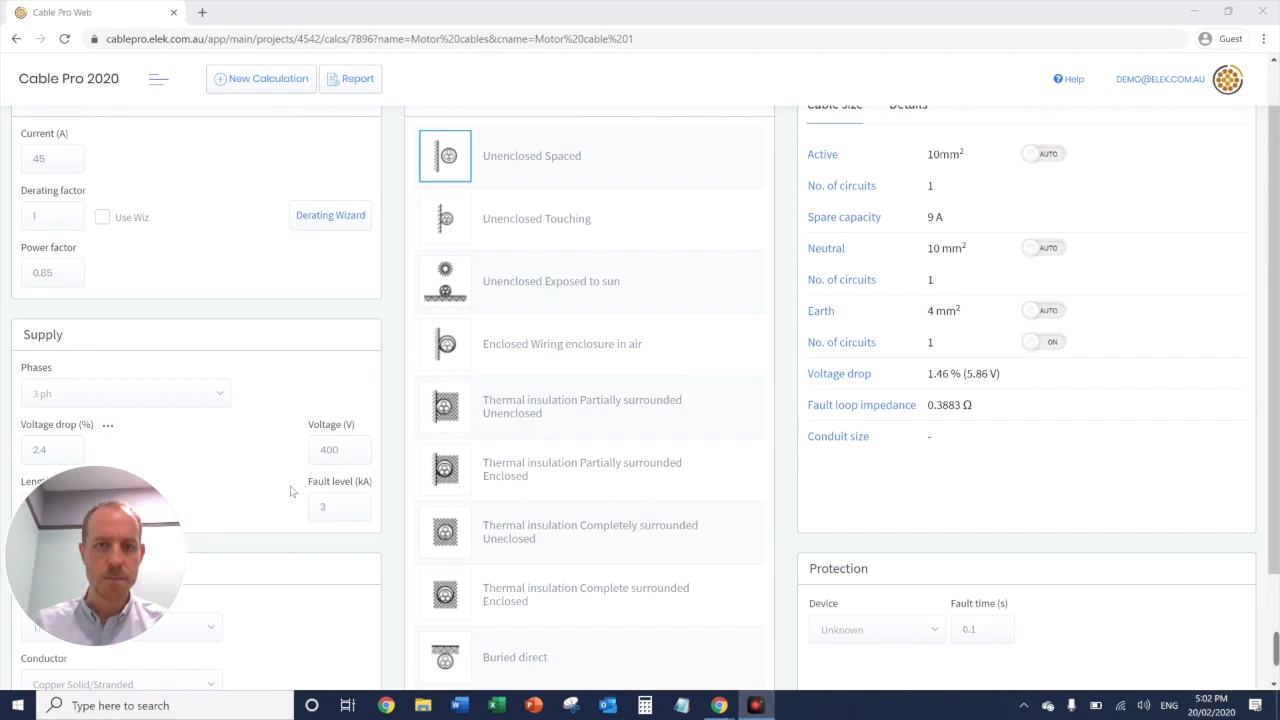 Cable Pro Web
cablepro.elek.com.au/app/main/projects/4542/calcs/7896?name=Motor%20cables&cname=Motor%20cable%201
Guest
Cable Pro 2020
New Calculation
Report
Help
DEMO@ELEK.COM.AU
Current (A)
45
Derating factor
1
Use Wiz
Derating Wizard
Power factor
0.85
Supply
Phases
3 ph
Voltage drop (%)
Voltage (V)
2.4
400
Fault level (kA)
3
Conductor
Copper Solid/Stranded
Unenclosed Spaced
Unenclosed Touching
Unenclosed Exposed to sun
Enclosed Wiring enclosure in air
Thermal insulation Partially surrounded
Unenclosed
Thermal insulation Partially surrounded
Enclosed
Thermal insulation Completely surrounded
Uneclosed
Thermal insulation Complete surrounded
Enclosed
Buried direct
Cable size
Details
Active 10mm² AUTO
No. of circuits 1
Spare capacity 9 A
Neutral 10 mm² AUTO
No. of circuits 1
Earth 4 mm² AUTO
No. of circuits 1 ON
Voltage drop 1.46 % (5.86 V)
Fault loop impedance 0.3883 Ω
Conduit size -
Protection
Device
Fault time (s)
Unknown
0.1
Type here to search
ENG
5:02 PM
20/02/2020